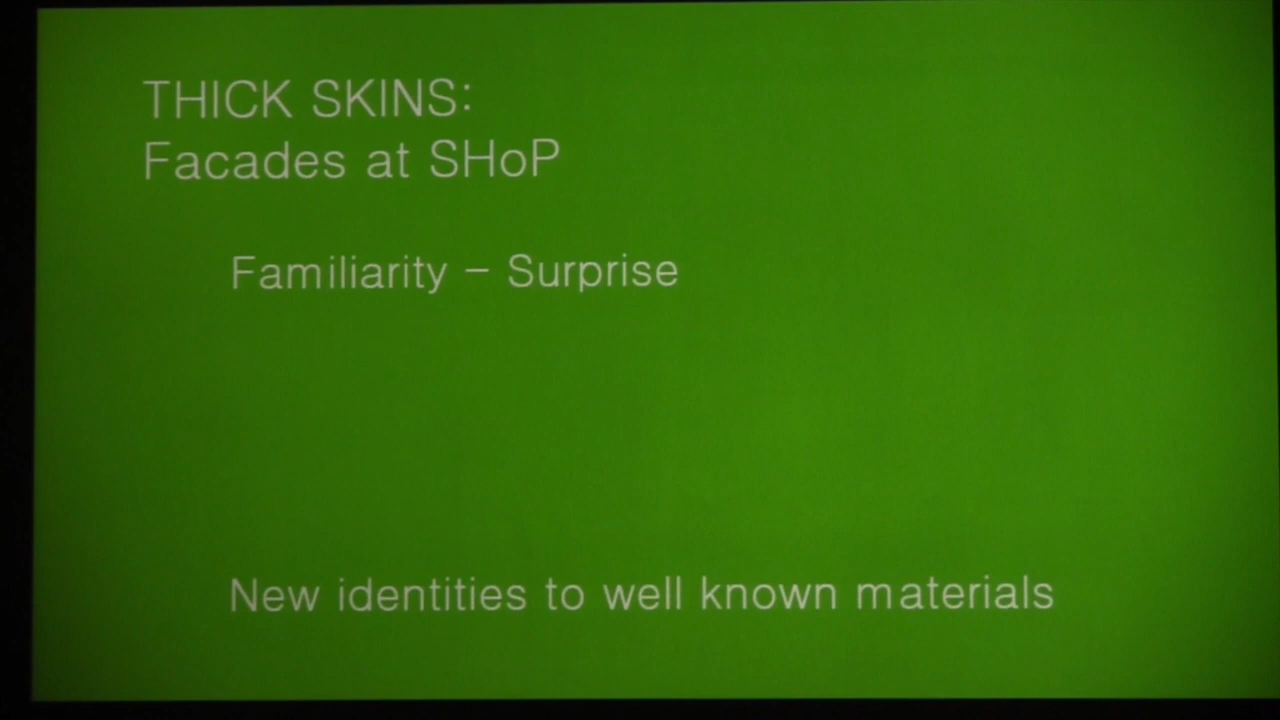 THICK SKINS:
Facades at SHoP
Familiarity – Surprise
New identities to well known materials